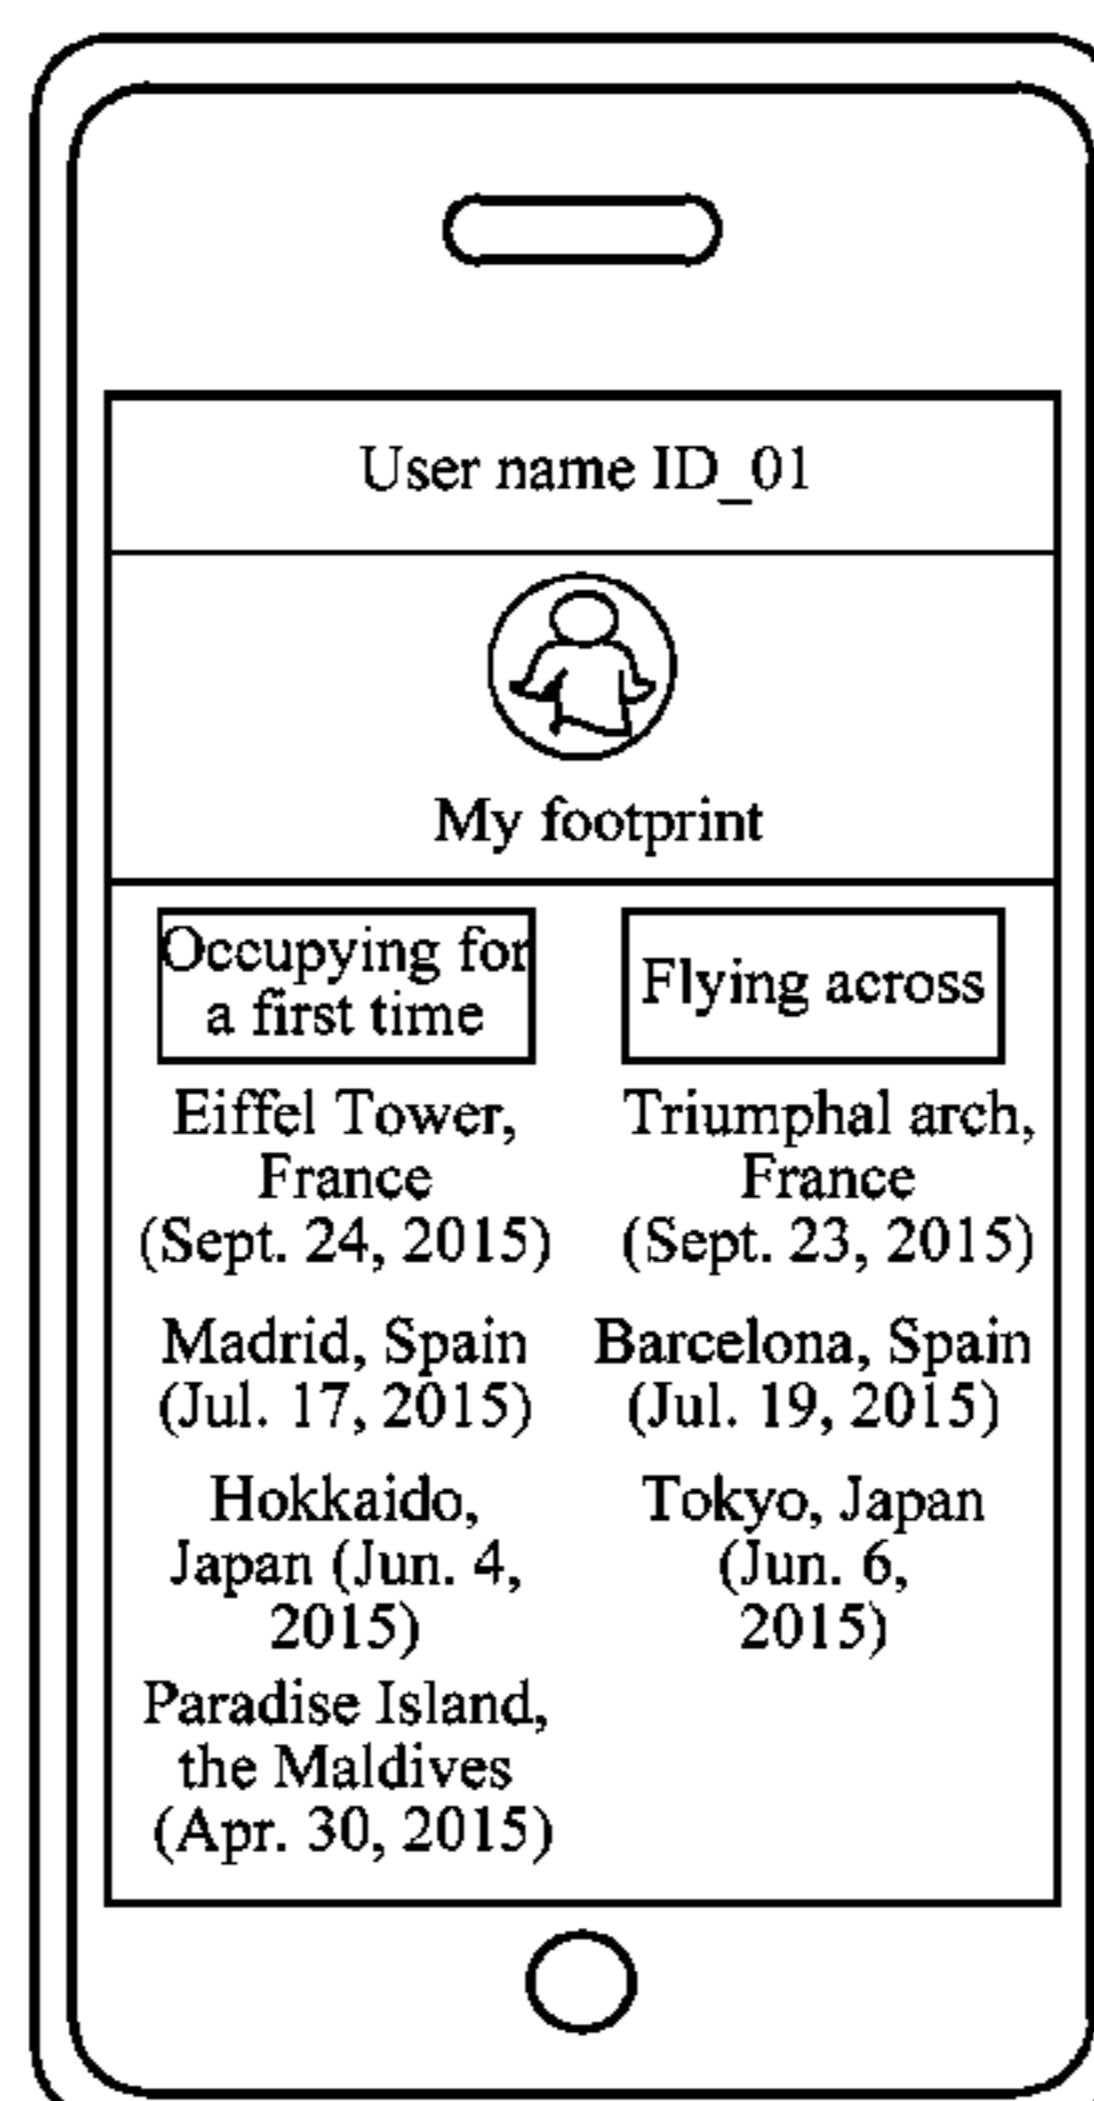 User name ID_01
My footprint
Occupying for
a first time
Eiffel Tower,
France
(Sept. 24, 2015)
Madrid, Spain
(Jul. 17, 2015)
Hokkaido,
Japan (Jun. 4,
2015)
Paradise Island,
the Maldives
(Apr. 30, 2015)
Flying across
Triumphal arch,
France
(Sept. 23, 2015)
Barcelona, Spain
(Jul. 19, 2015)
Tokyo, Japan
(Jun. 6,
2015)